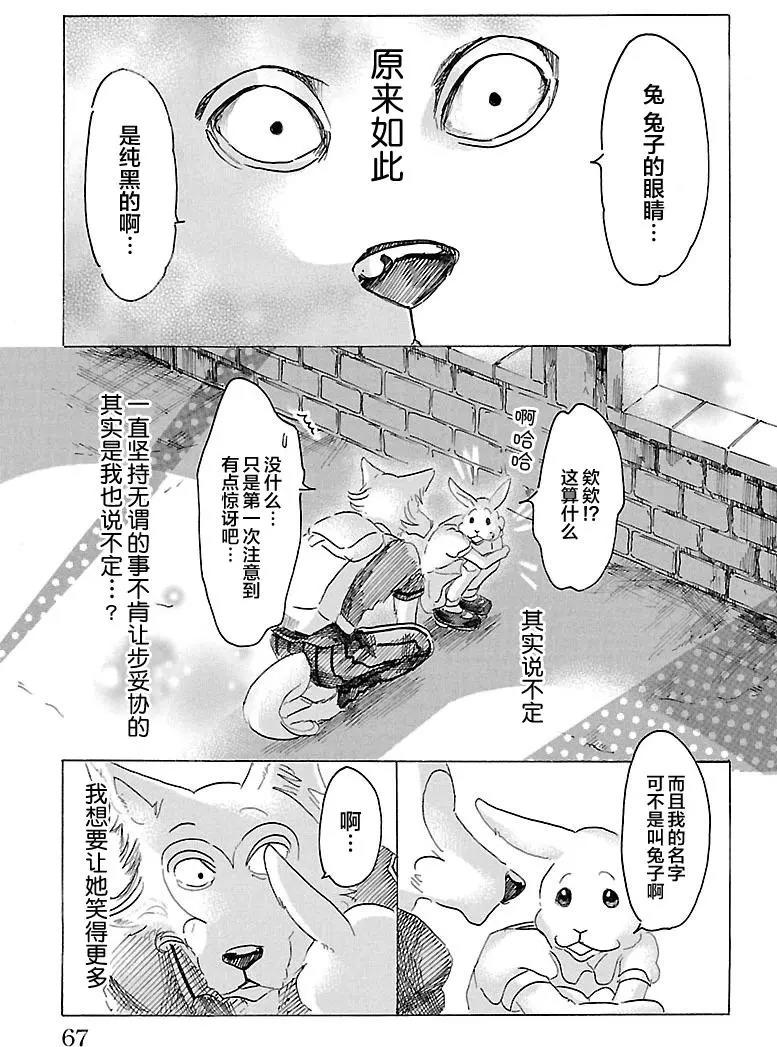 兔 兔子的眼睛…
原来如此
是纯黑的啊…
欸欸!?
这算什么
啊哈哈
没什么…
只是第一次注意到
有点惊讶吧…
其实说不定
一直坚持无谓的事不肯让步妥协的
其实是我也说不定…?
而且我的名字
可不是叫兔子啊
啊…
我想要让她笑得更多
67